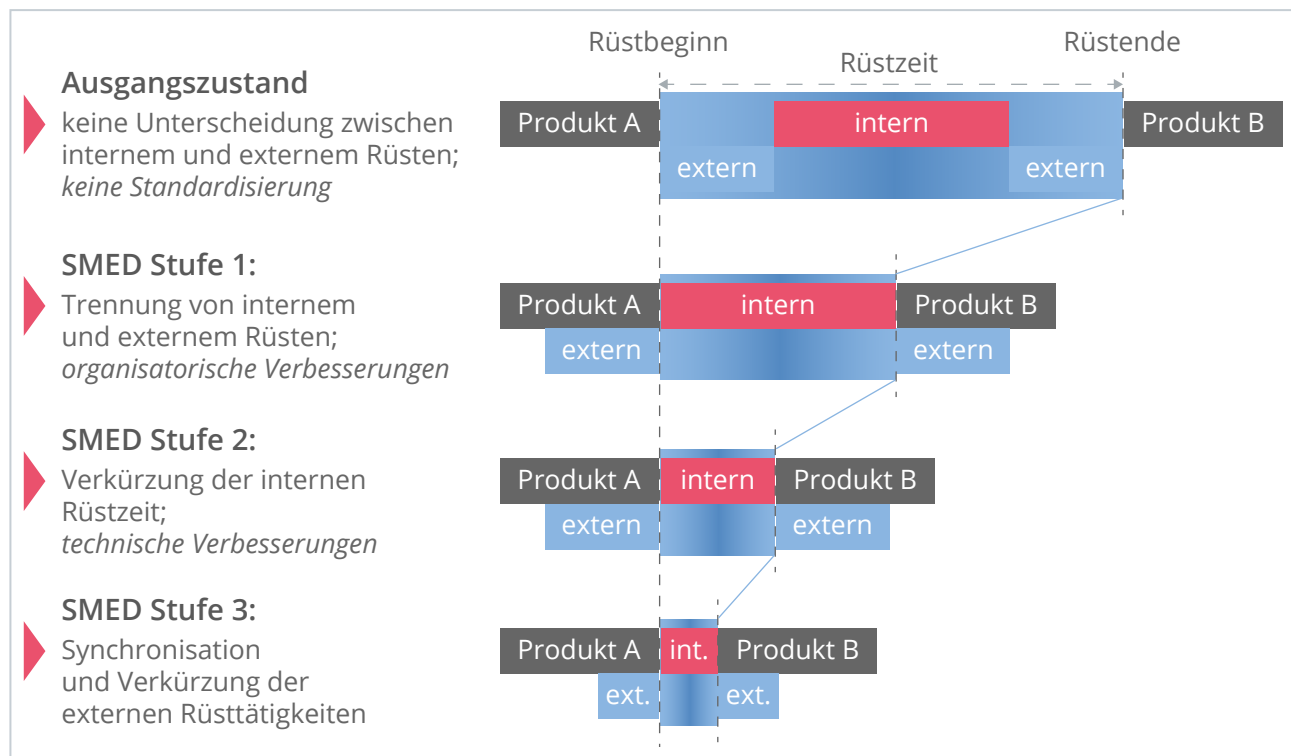 Rüstbeginn
Rüstende
Rüstzeit
Ausgangszustand
keine Unterscheidung zwischen
internem und externem Rüsten;
keine Standardisierung
Produkt A
intern
Produkt B
extern
extern
SMED Stufe 1:
Trennung von internem
und externem Rüsten;
organisatorische Verbesserungen
Produkt A
intern
Produkt B
extern
extern
SMED Stufe 2:
Verkürzung der internen
Rüstzeit;
technische Verbesserungen
Produkt A
intern
Produkt B
extern
extern
SMED Stufe 3:
Synchronisation
und Verkürzung der
externen Rüsttätigkeiten
Produkt A
int.
Produkt B
ext.
ext.